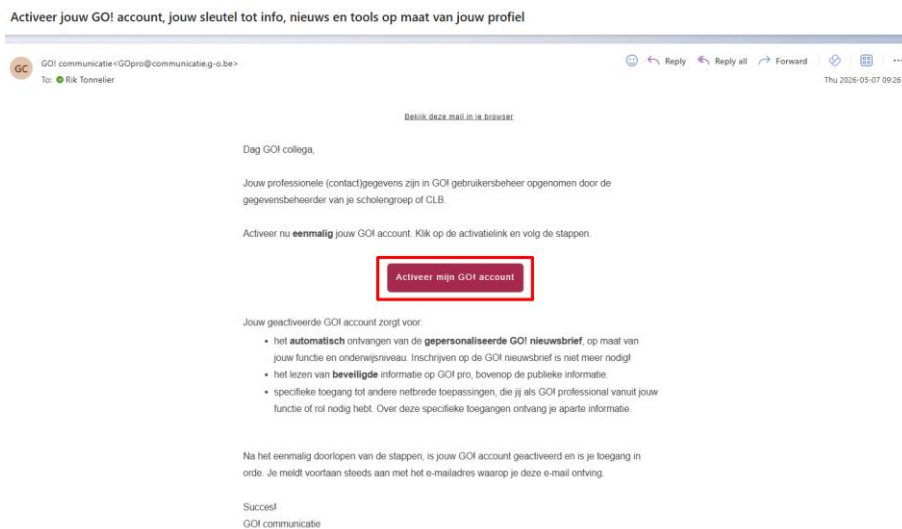 Activeer jouw GO! account, jouw sleutel tot info, nieuws en tools op maat van jouw profiel
GC
GO! communicatie<GOpro@communicatie.g-o.be>
To: Rik Tonnelier
Reply
Reply all
Forward
Thu 2026-05-07 09:26
Bekijk deze mail in je browser
Dag GO! collega,
Jouw professionele (contact)gegevens zijn in GO! gebruikersbeheer opgenomen door de
gegevensbeheerder van je scholengroep of CLB.
Activeer nu eenmalig jouw GO! account. Klik op de activatielink en volg de stappen.
Activeer mijn GO! account
Jouw geactiveerde GO! account zorgt voor:
• het automatisch ontvangen van de gepersonaliseerde GO! nieuwsbrief, op maat van
jouw functie en onderwijsniveau. Inschrijven op de GO! nieuwsbrief is niet meer nodig!
• het lezen van beveiligde informatie op GO! pro, bovenop de publieke informatie.
• specifieke toegang tot andere netbrede toepassingen, die jij als GO! professional vanuit jouw
functie of rol nodig hebt. Over deze specifieke toegangen ontvang je aparte informatie.
Na het eenmalig doorlopen van de stappen, is jouw GO! account geactiveerd en is je toegang in
orde. Je meldt voortaan steeds aan met het e-mailadres waarop je deze e-mail ontving.
Succes!
GO! communicatie